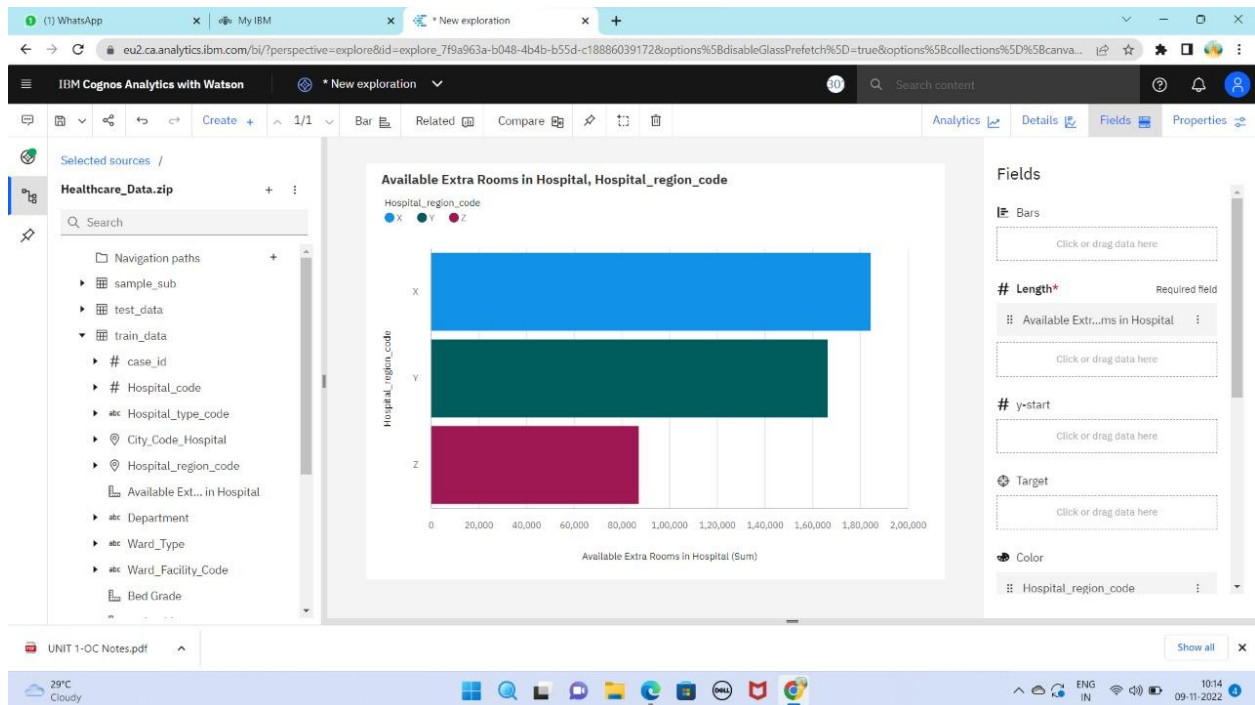 (1) WhatsApp
My IBM
* New exploration
eu2.ca.analytics.ibm.com/bi/?perspective=explore&id=explore_7f9a963a-b048-4b4b-b55d-c18886039172&options%5BdisableGlassPrefetch%5D=true&options%5Bcollections%5D%5Bcanva...
IBM Cognos Analytics with Watson
* New exploration
30
Search content
Create +
1/1
Bar
Related
Compare
Analytics
Details
Fields
Properties
Selected sources /
Healthcare_Data.zip
Search
Navigation paths
sample_sub
test_data
train_data
# case_id
# Hospital_code
abc Hospital_type_code
City_Code_Hospital
Hospital_region_code
Available Ext... in Hospital
abc Department
abc Ward_Type
abc Ward_Facility_Code
Bed Grade
Available Extra Rooms in Hospital, Hospital_region_code
Hospital_region_code
X Y Z
Hospital_region_code
X
Y
Z
0 20,000 40,000 60,000 80,000 1,00,000 1,20,000 1,40,000 1,60,000 1,80,000 2,00,000
Available Extra Rooms in Hospital (Sum)
Fields
Bars
Click or drag data here
# Length* Required field
Available Extr...ms in Hospital
Click or drag data here
# y-start
Click or drag data here
Target
Click or drag data here
Color
Hospital_region_code
UNIT 1-OC Notes.pdf
Show all
29°C
Cloudy
DELL
ENG
IN
10:14
09-11-2022
4